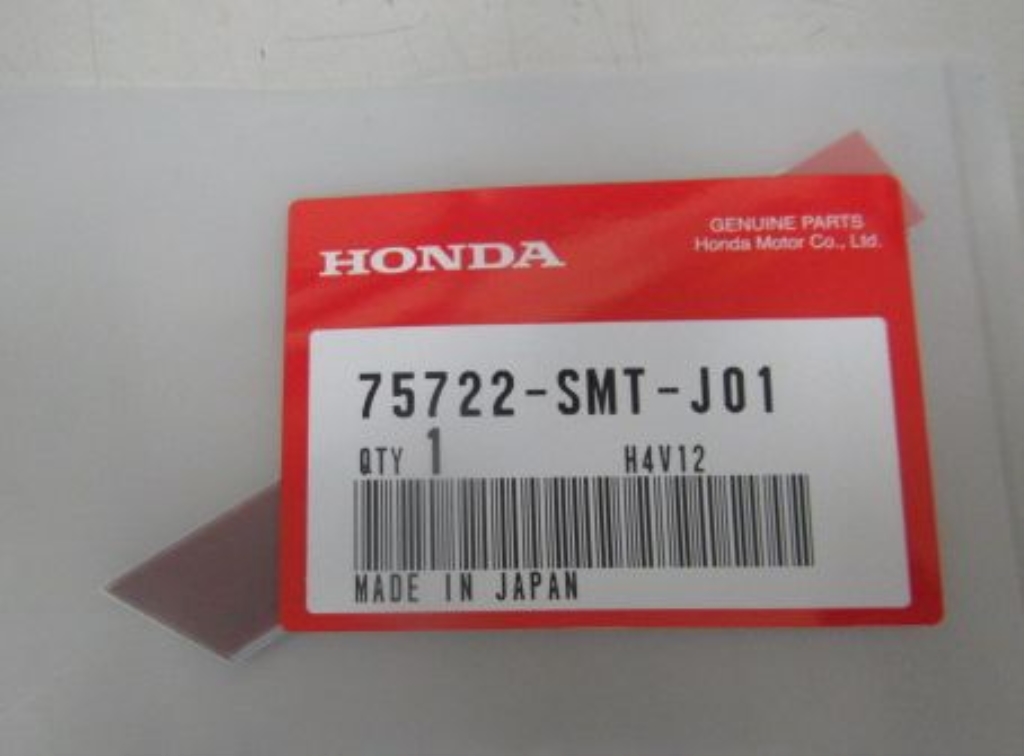 HONDA
GENUINE PARTS
Honda Motor Co., Ltd.
75722-SMT-J01
QTY 1 H4V12
MADE IN JAPAN